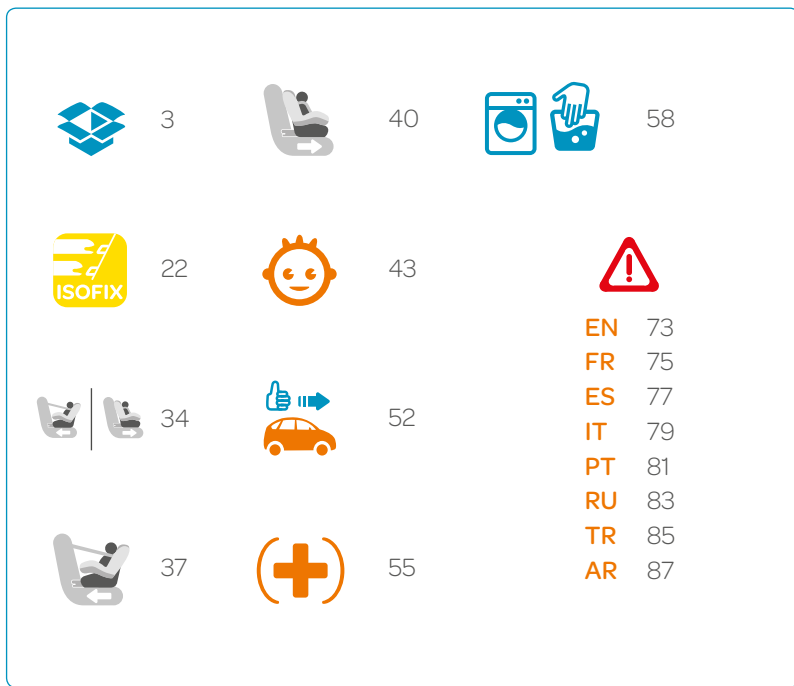 3
40
58
ISOFIX
22
43
34
52
37
55
EN 73
FR 75
ES 77
IT 79
PT 81
RU 83
TR 85
AR 87